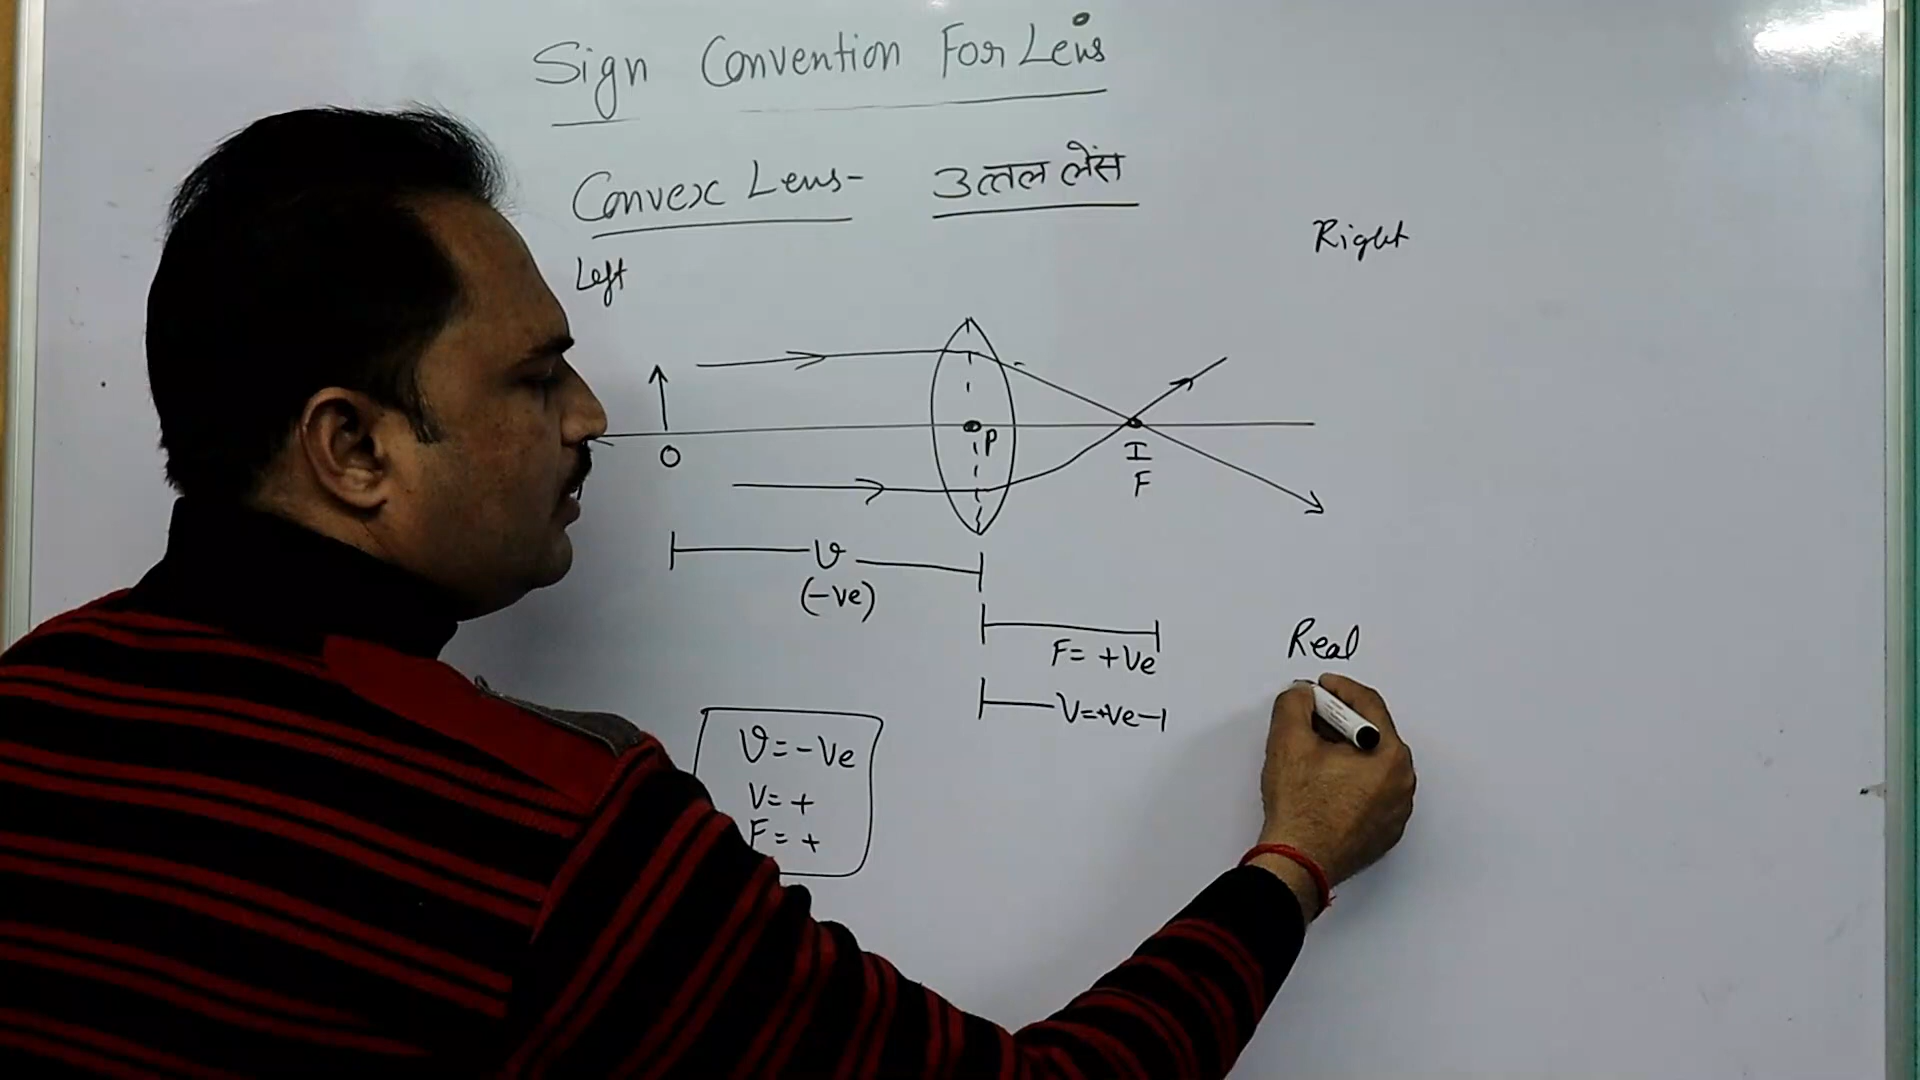 Sign Convention For Lens
Convex Lens- उत्तल लेंस
Left
Right
P
O
I
F
U
(-ve)
F= +Ve
V=+Ve
Real
U=-Ve
V= +
F= +